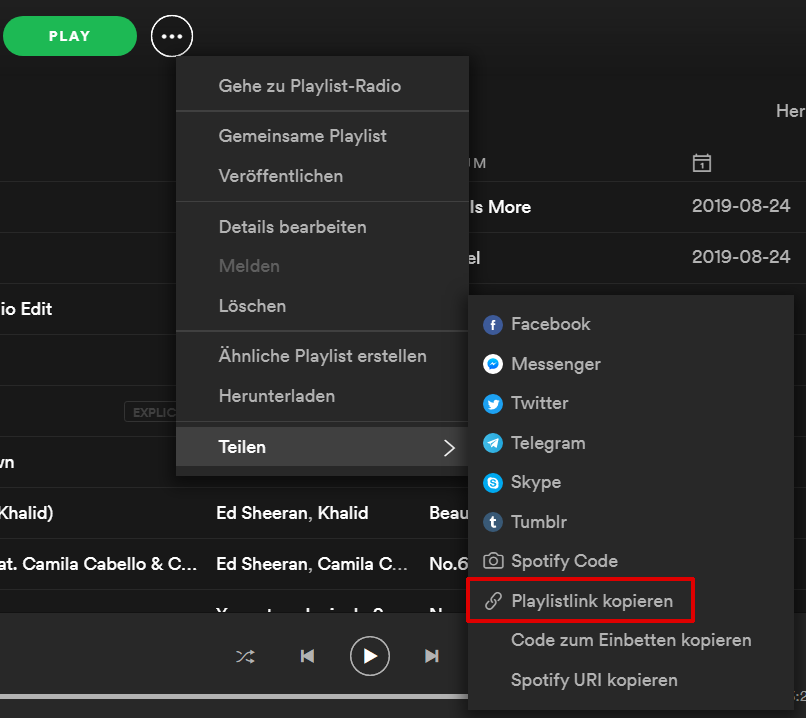 PLAY
Gehe zu Playlist-Radio
Her
Gemeinsame Playlist
UM
Veröffentlichen
ls More
2019-08-24
Details bearbeiten
el
2019-08-24
Melden
io Edit
Löschen
Facebook
Ähnliche Playlist erstellen
Messenger
Herunterladen
Twitter
EXPLIC
Teilen
Telegram
vn
Skype
Khalid)
Ed Sheeran, Khalid
Beau
Tumblr
at. Camila Cabello & C...
Ed Sheeran, Camila C...
No.6
Spotify Code
Playlistlink kopieren
Code zum Einbetten kopieren
Spotify URI kopieren